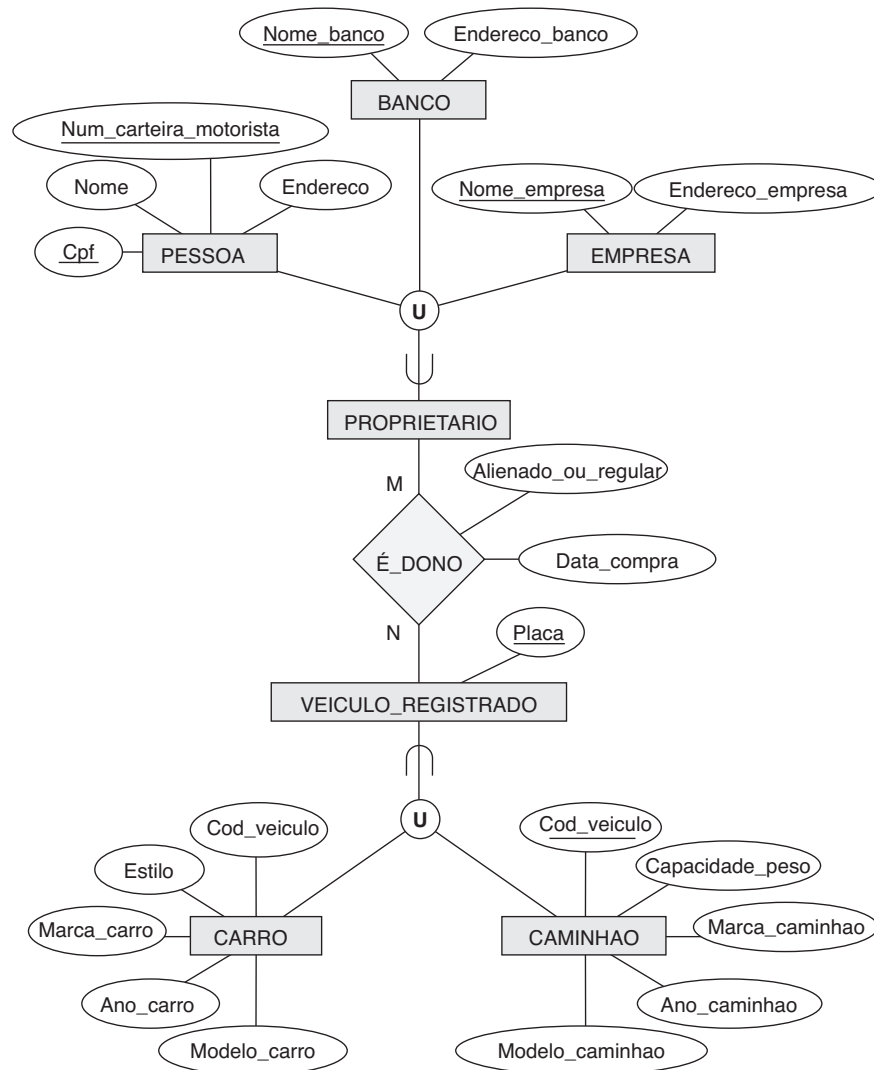 Nome_banco
Endereco_banco
BANCO
Num_carteira_motorista
Nome
Endereco
Nome_empresa
Endereco_empresa
Cpf
PESSOA
EMPRESA
U
PROPRIETARIO
M
Alienado_ou_regular
É_DONO
Data_compra
N
Placa
VEICULO_REGISTRADO
U
Cod_veiculo
Cod_veiculo
Estilo
Capacidade_peso
Marca_carro
CARRO
CAMINHAO
Marca_caminhao
Ano_carro
Ano_caminhao
Modelo_carro
Modelo_caminhao